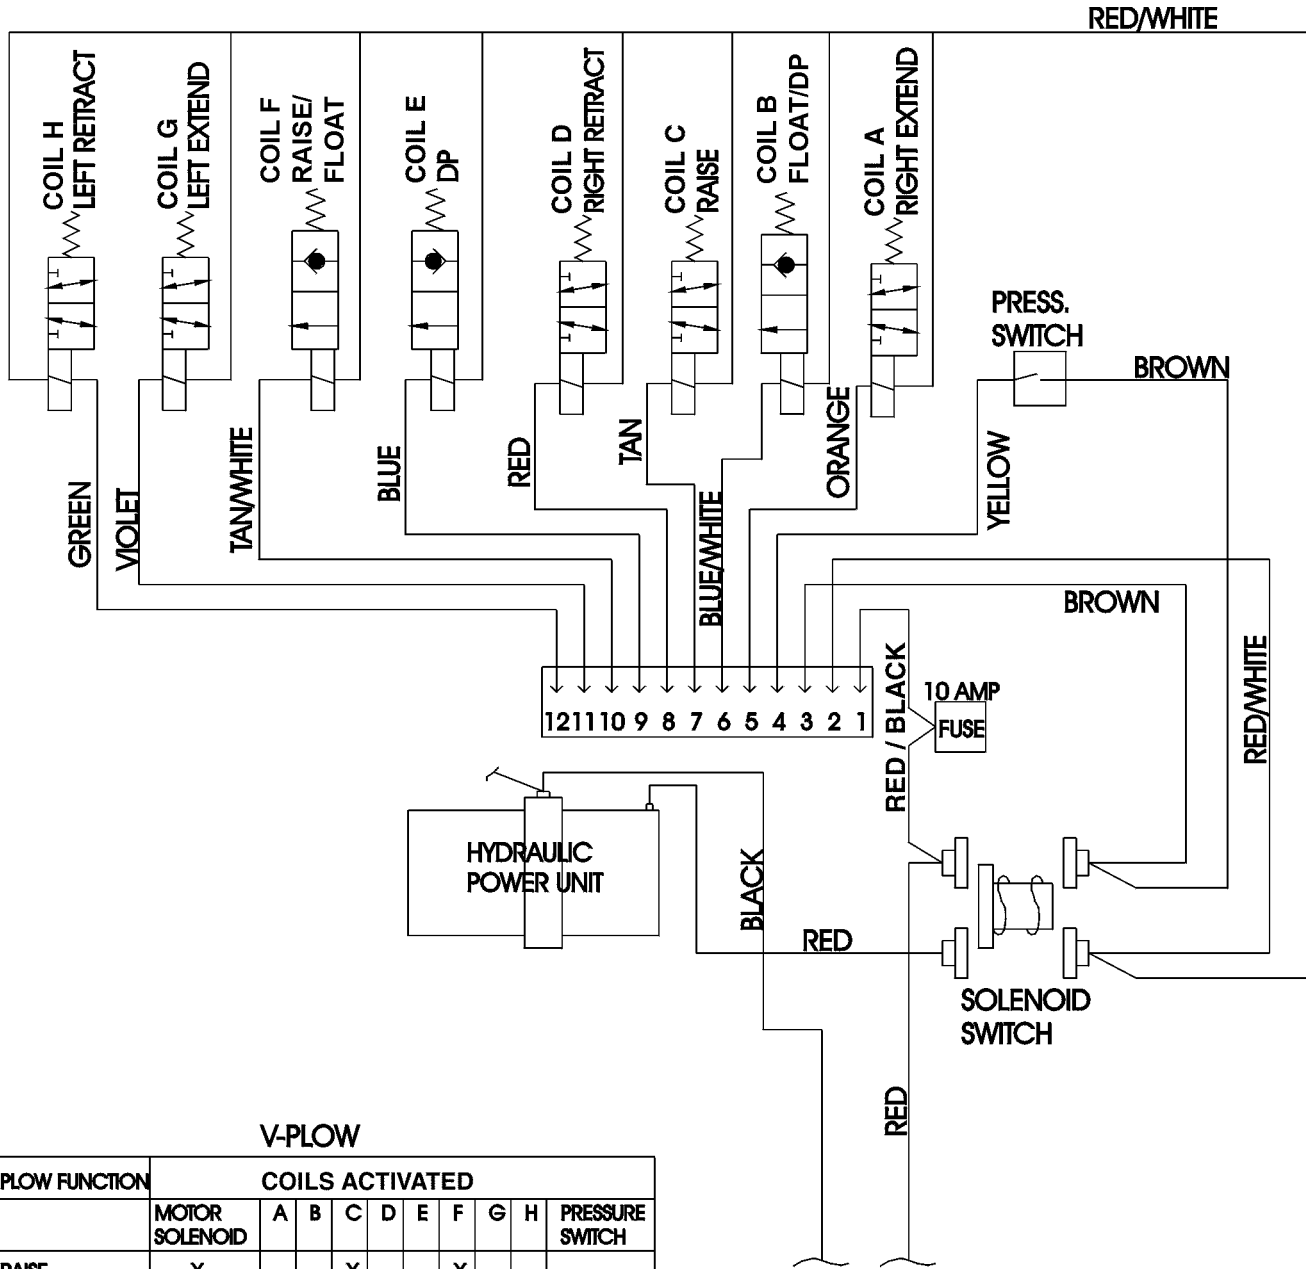 RED/WHITE
COIL H
LEFT RETRACT
COIL G
LEFT EXTEND
COIL F
RAISE/
FLOAT
COIL E
DP
COIL D
RIGHT RETRACT
COIL C
RAISE
COIL B
FLOAT/DP
COIL A
RIGHT EXTEND
PRESS.
SWITCH
BROWN
GREEN
VIOLET
TAN/WHITE
BLUE
RED
TAN
BLUE/WHITE
ORANGE
YELLOW
BROWN
RED/WHITE
12 11 10 9 8 7 6 5 4 3 2 1
RED / BLACK
10 AMP
FUSE
HYDRAULIC
POWER UNIT
BLACK
RED
SOLENOID
SWITCH
RED
V-PLOW
PLOW FUNCTION COILS ACTIVATED
MOTOR
SOLENOID A B C D E F G H PRESSURE
SWITCH
RAISE X X X